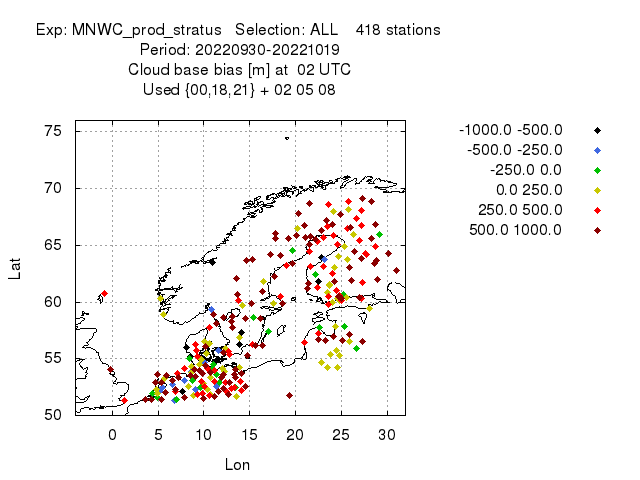 Exp: MNWC_prod_stratus   Selection: ALL    418 stations
Period: 20220930-20221019
Cloud base bias [m] at  02 UTC
Used {00,18,21} + 02 05 08
-1000.0 -500.0
-500.0 -250.0
-250.0 0.0
0.0 250.0
250.0 500.0
500.0 1000.0
75
70
65
60
55
50
Lat
0 5 10 15 20 25 30
Lon